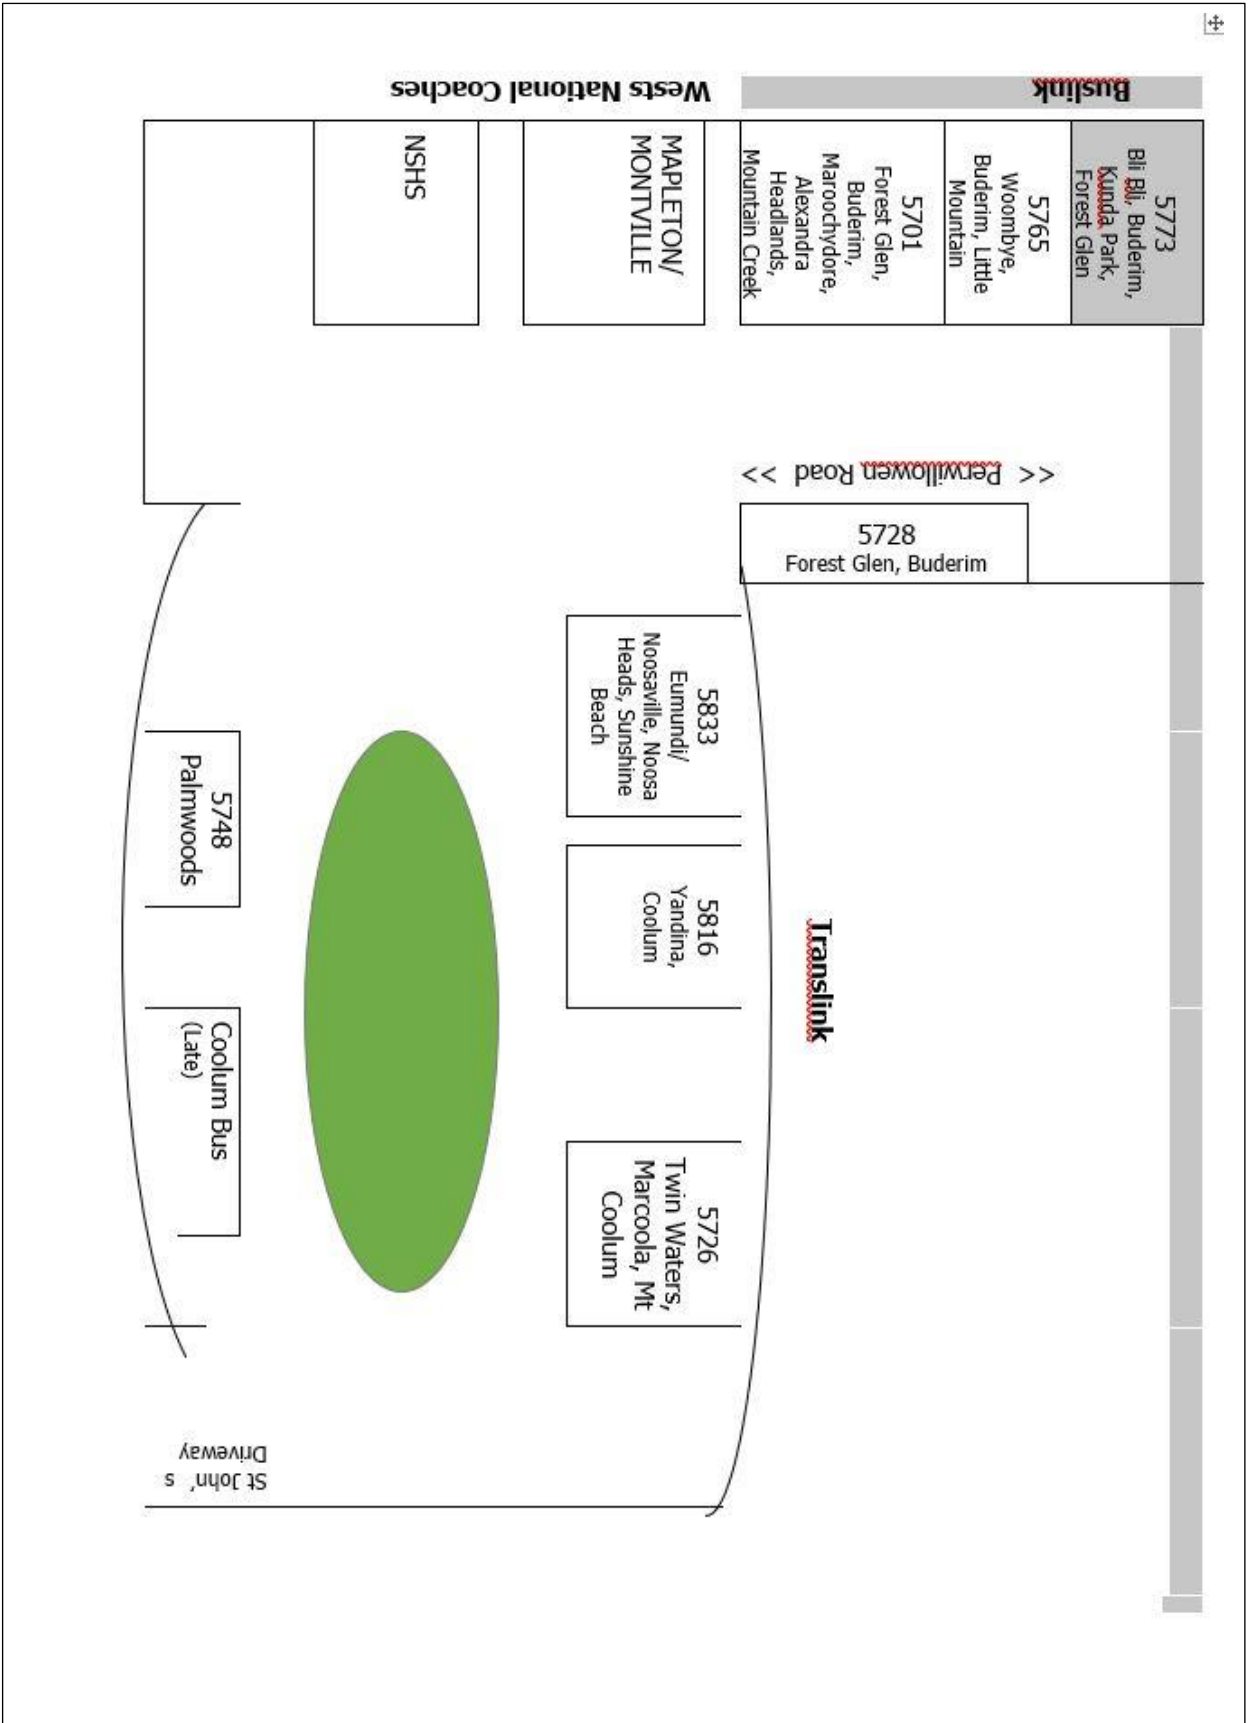 Wests National Coaches
Buslink
NSHS
MAPLETON/
MONTVILLE
5701
Forest Glen,
Buderim,
Maroochydore,
Alexandra
Headlands,
Mountain Creek
5765
Woombye,
Buderim, Little
Mountain
5773
Bli Bli, Buderim,
Kunda Park,
Forest Glen
<< Perwillowen Road >>
5728
Forest Glen, Buderim
5833
Eumundi/
Noosaville, Noosa
Heads, Sunshine
Beach
5816
Yandina,
Coolum
5726
Twin Waters,
Marcoola, Mt
Coolum
Translink
5748
Palmwoods
Coolum Bus
(Late)
St John’ s
Driveway